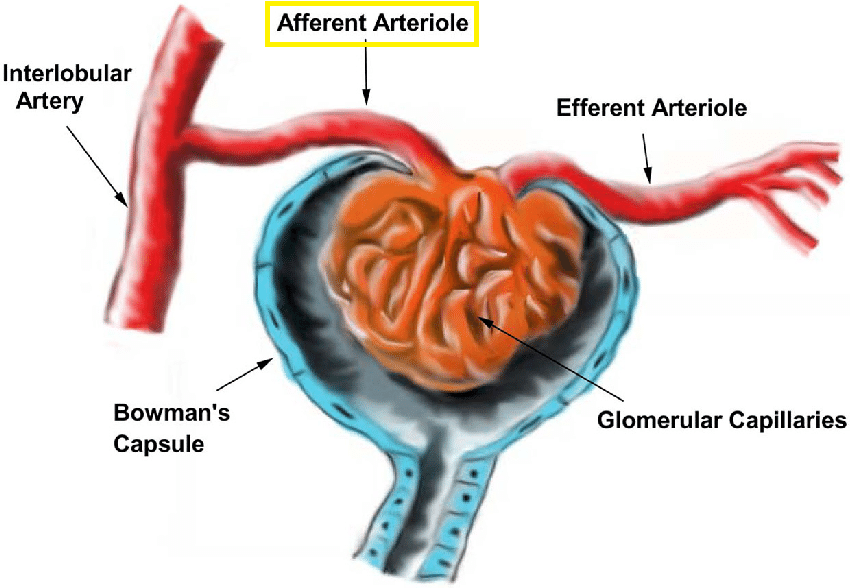 Afferent Arteriole
Interlobular
Artery
Efferent Arteriole
Bowman's
Capsule
Glomerular Capillaries